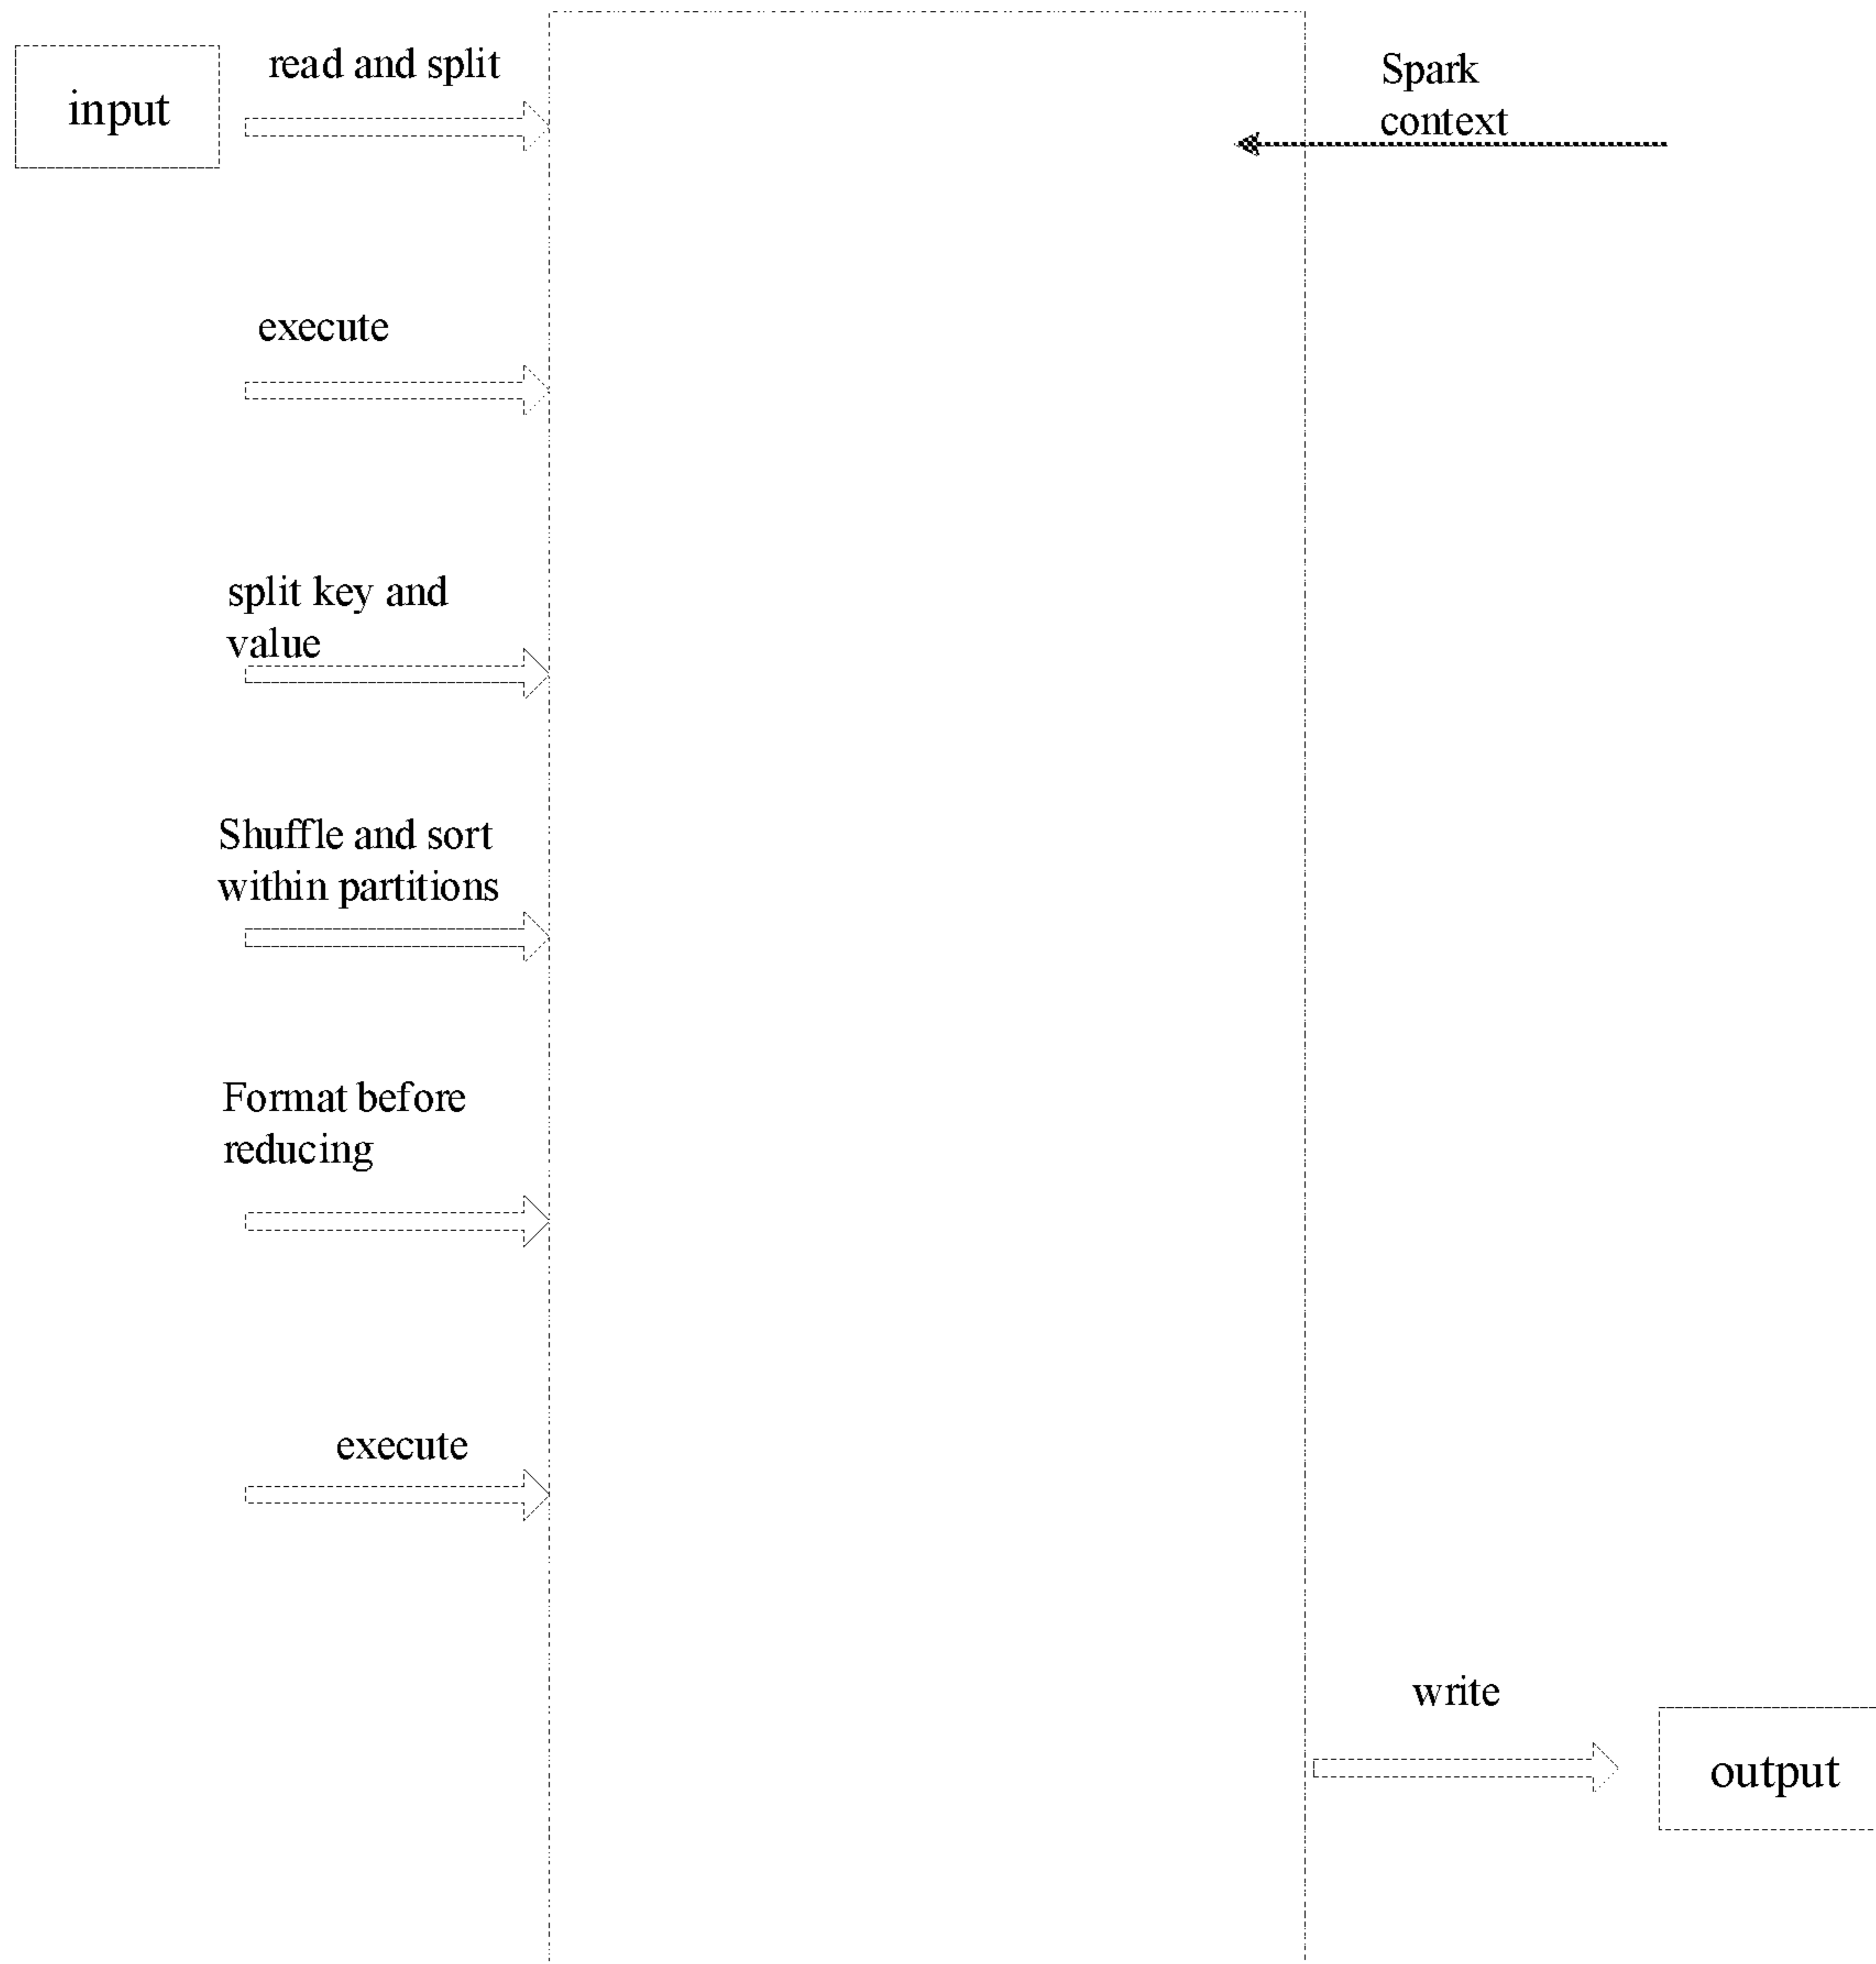 input
read and split
Spark
context
execute
split key and
value
Shuffle and sort
within partitions
Format before
reducing
execute
write
output